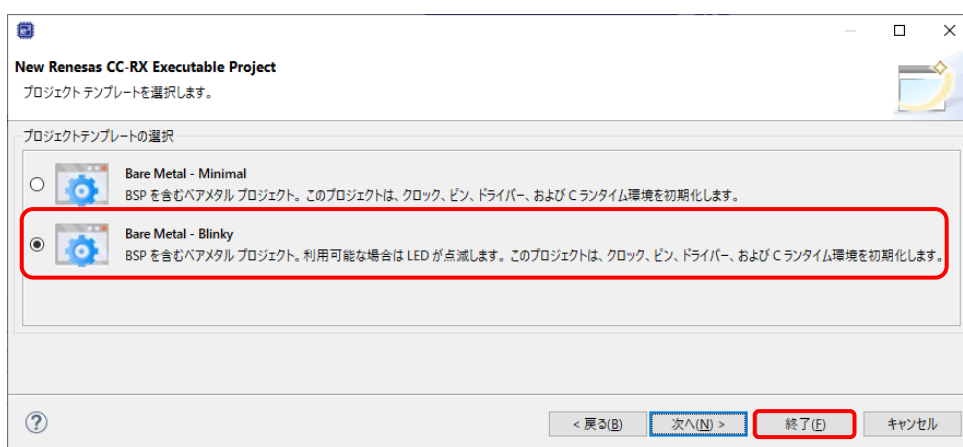 New Renesas CC-RX Executable Project
プロジェクト テンプレートを選択します。
プロジェクトテンプレートの選択
Bare Metal - Minimal
BSP を含むベアメタル プロジェクト。このプロジェクトは、クロック、ピン、ドライバー、および C ランタイム環境を初期化します。
Bare Metal - Blinky
BSP を含むベアメタル プロジェクト。利用可能な場合は LED が点滅します。このプロジェクトは、クロック、ピン、ドライバー、および C ランタイム環境を初期化します。
< 戻る(B)
次へ(N) >
終了(F)
キャンセル